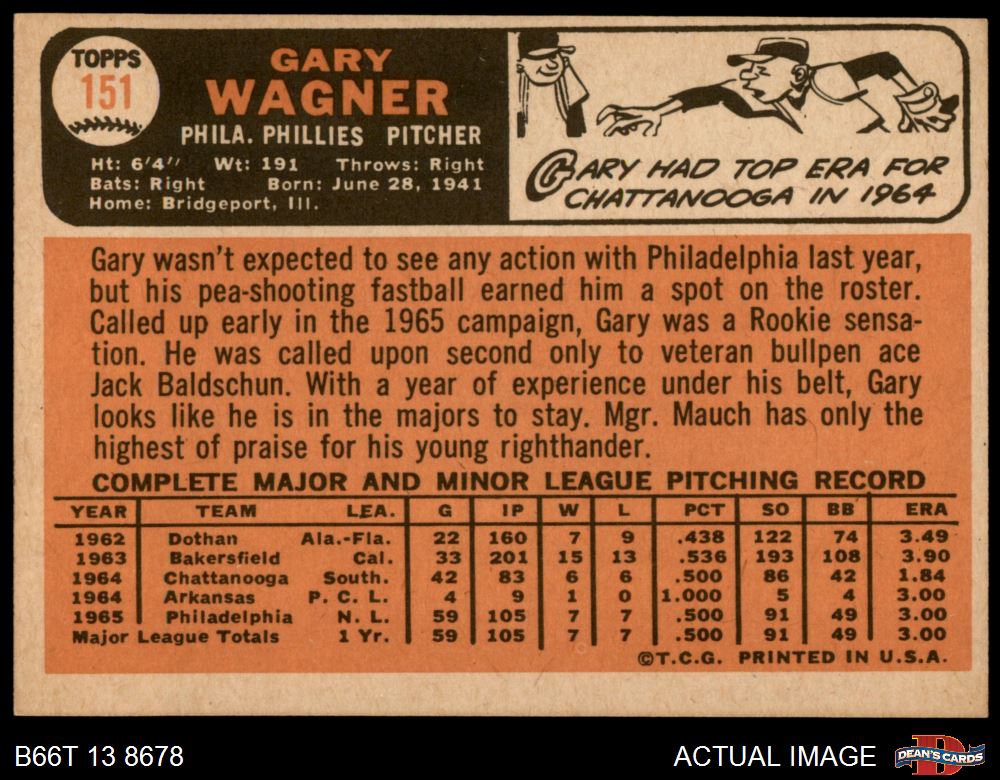 TOPPS
151
GARY
WAGNER
PHILA. PHILLIES PITCHER
Ht: 6'4" Wt: 191 Throws: Right
Bats: Right Born: June 28, 1941
Home: Bridgeport, Ill.
GARY HAD TOP ERA FOR
CHATTANOOGA IN 1964
Gary wasn't expected to see any action with Philadelphia last year,
but his pea-shooting fastball earned him a spot on the roster.
Called up early in the 1965 campaign, Gary was a Rookie sensa-
tion. He was called upon second only to veteran bullpen ace
Jack Baldschun. With a year of experience under his belt, Gary
looks like he is in the majors to stay. Mgr. Mauch has only the
highest of praise for his young righthander.
COMPLETE MAJOR AND MINOR LEAGUE PITCHING RECORD
YEAR TEAM LEA. G IP W L PCT SO BB ERA
1962 Dothan Ala.-Fla. 22 160 7 9 .438 122 74 3.49
1963 Bakersfield Cal. 33 201 15 13 .536 193 108 3.90
1964 Chattanooga South. 42 83 6 6 .500 86 42 1.84
1964 Arkansas P. C. L. 4 9 1 0 1.000 5 4 3.00
1965 Philadelphia N. L. 59 105 7 7 .500 91 49 3.00
Major League Totals 1 Yr. 59 105 7 7 .500 91 49 3.00
©T.C.G. PRINTED IN U.S.A.
B66T 13 8678
ACTUAL IMAGE
DEAN'S CARDS